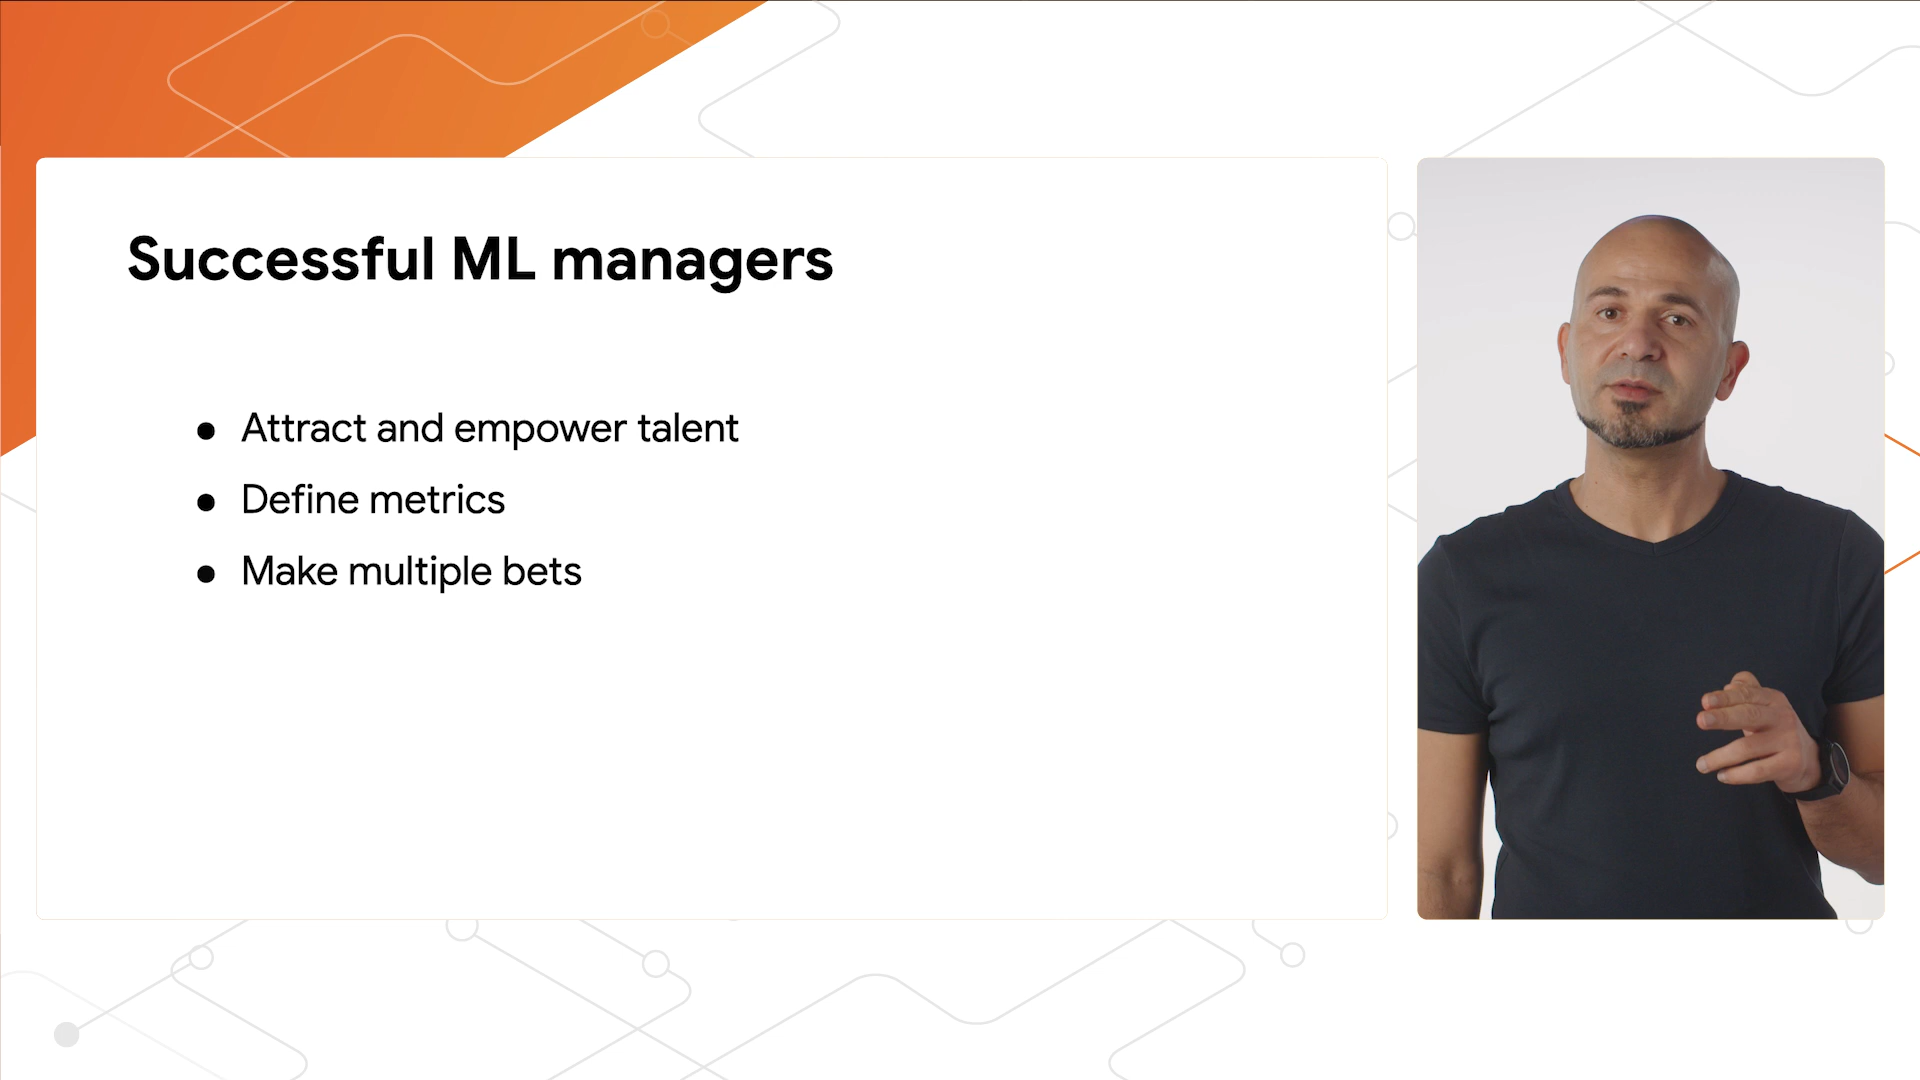 Successful ML managers
● Attract and empower talent
● Define metrics
● Make multiple bets